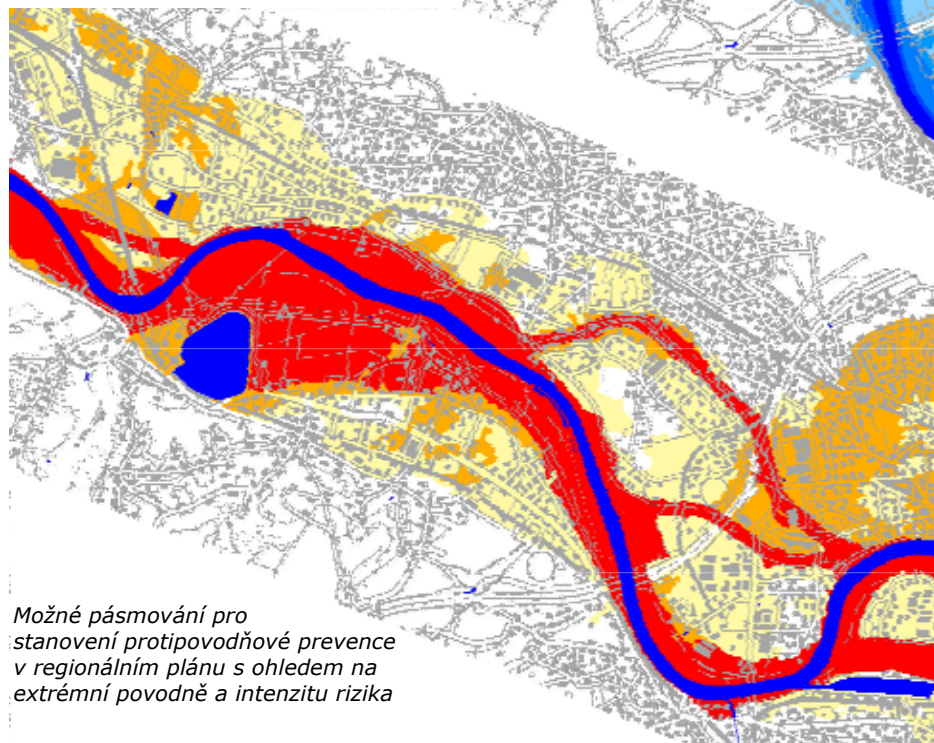 Možné pásmování pro
stanovení protipovodňové prevence
v regionálním plánu s ohledem na
extrémní povodně a intenzitu rizika